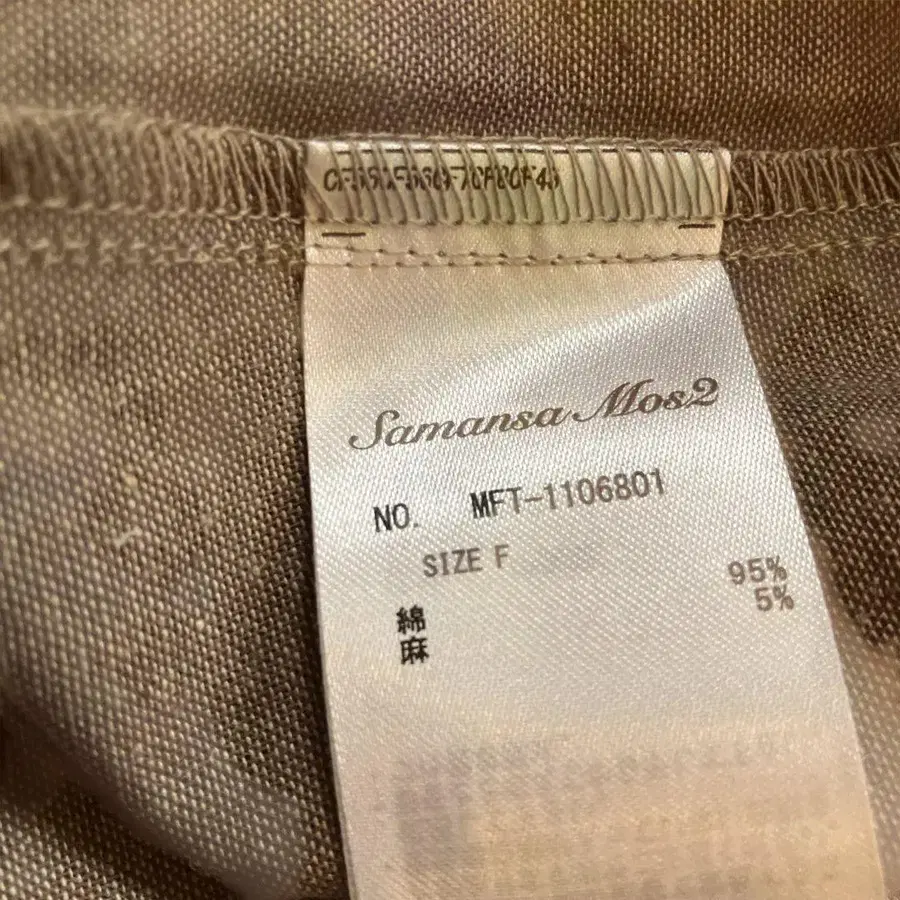 Samansa Mos2
NO. MFT-1106801
SIZE F
綿 95%
麻 5%